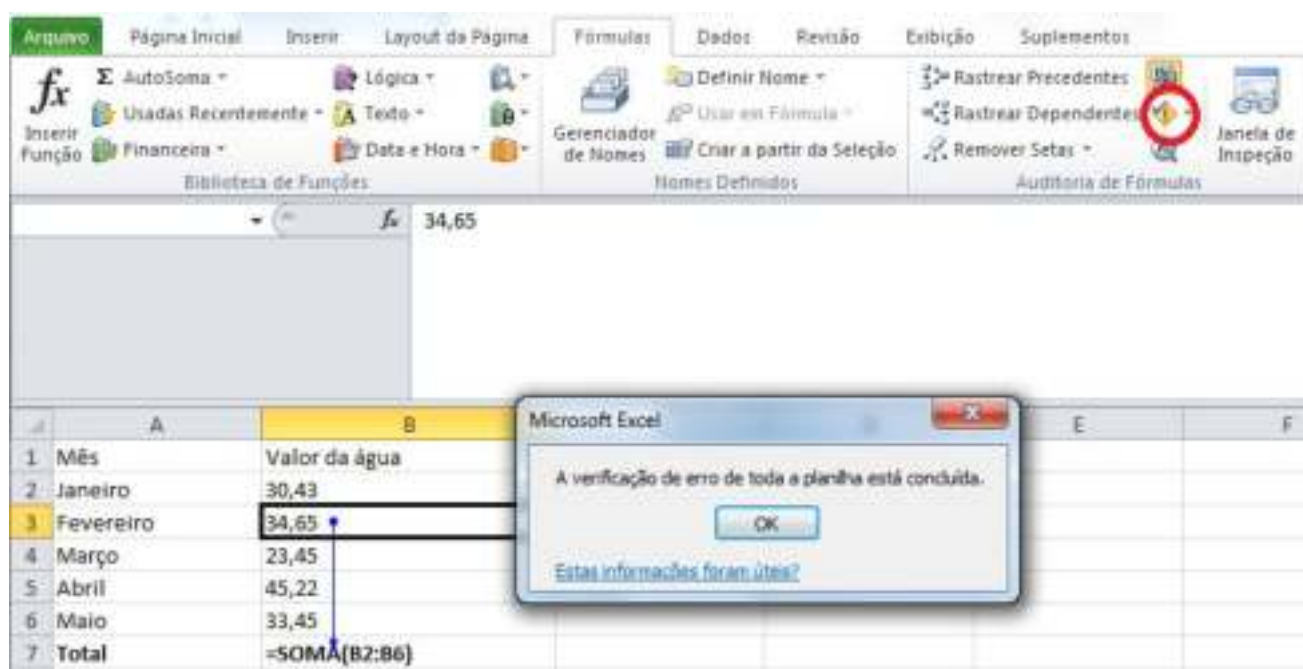 Arquivo Página Inicial Inserir Layout da Página Fórmulas Dados Revisão Exibição Suplementos
fx Σ AutoSoma Lógica Definir Nome Rastrear Precedentes
Usadas Recentemente Texto Usar em Fórmula Rastrear Dependentes
Inserir Função Financeira Data e Hora Gerenciador de Nomes Criar a partir da Seleção Remover Setas Janela de Inspeção
Biblioteca de Funções Nomes Definidos Auditoria de Fórmulas
fx 34,65
A B E F
Microsoft Excel
A verificação de erro de toda a planilha está concluída.
OK
Estas informações foram úteis?
1 Mês Valor da água
2 Janeiro 30,43
3 Fevereiro 34,65
4 Março 23,45
5 Abril 45,22
6 Maio 33,45
7 Total =SOMA(B2:B6)